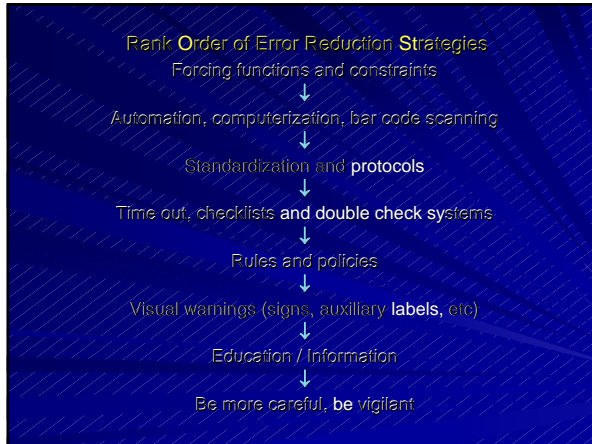 Rank Order of Error Reduction Strategies
Forcing functions and constraints
↓
Automation, computerization, bar code scanning
↓
Standardization and protocols
↓
Time out, checklists and double check systems
↓
Rules and policies
↓
Visual warnings (signs, auxiliary labels, etc)
↓
Education / Information
↓
Be more careful, be vigilant